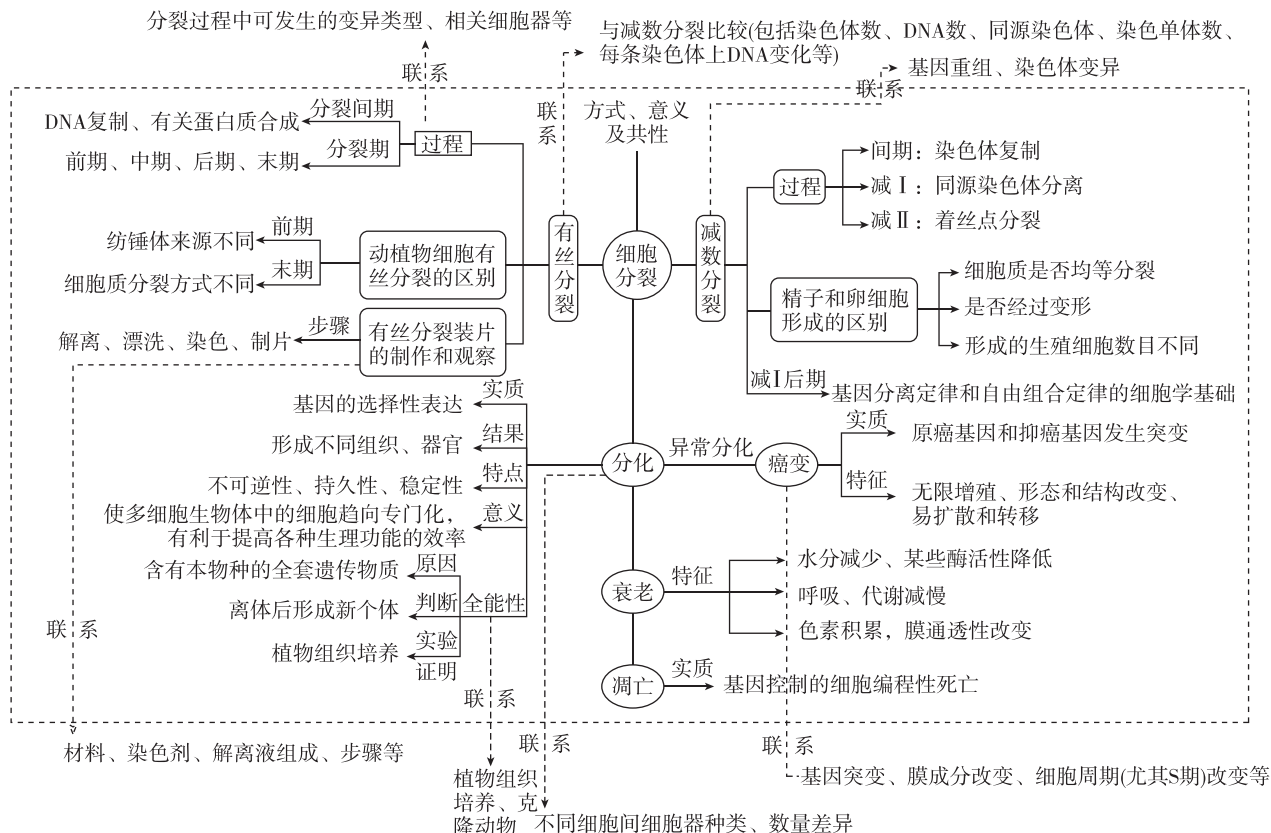 分裂过程中可发生的变异类型、相关细胞器等
与减数分裂比较(包括染色体数、DNA数、同源染色体、染色单体数、
每条染色体上DNA变化等)
联系
联系
基因重组、染色体变异
联系
方式、意义
及共性
分裂间期
DNA复制、有关蛋白质合成
分裂期
前期、中期、后期、末期
过程
前期
纺锤体来源不同
末期
细胞质分裂方式不同
动植物细胞有
丝分裂的区别
步骤
解离、漂洗、染色、制片
有丝分裂装片
的制作和观察
有丝分裂
细胞
分裂
减数分裂
过程
间期：染色体复制
减Ⅰ：同源染色体分离
减Ⅱ：着丝点分裂
精子和卵细胞
形成的区别
细胞质是否均等分裂
是否经过变形
形成的生殖细胞数目不同
减Ⅰ后期
基因分离定律和自由组合定律的细胞学基础
实质
基因的选择性表达
结果
形成不同组织、器官
特点
不可逆性、持久性、稳定性
意义
使多细胞生物体中的细胞趋向专门化，
有利于提高各种生理功能的效率
原因
含有本物种的全套遗传物质
判断
离体后形成新个体
全能性
实验
证明
植物组织培养
分化
异常分化
癌变
实质
原癌基因和抑癌基因发生突变
特征
无限增殖、形态和结构改变、
易扩散和转移
衰老
特征
水分减少、某些酶活性降低
呼吸、代谢减慢
色素积累，膜通透性改变
凋亡
实质
基因控制的细胞编程性死亡
联系
材料、染色剂、解离液组成、步骤等
联系
植物组织
培养、克
隆动物
联系
不同细胞间细胞器种类、数量差异
联系
基因突变、膜成分改变、细胞周期(尤其S期)改变等